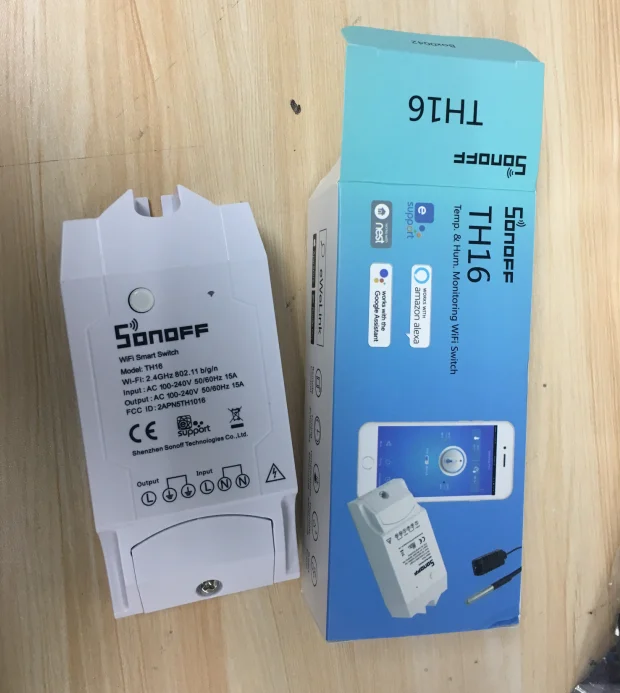 SONOFF
WiFi Smart Switch
Model: TH16
Wi-Fi: 2.4GHz 802.11 b/g/n
Input : AC 100-240V 50/60Hz 15A
Output : AC 100-240V 50/60Hz 15A
FCC ID : 2APN5TH1016
CE
support
Shenzhen Sonoff Technologies Co.,Ltd.
Output Input
L L N N
TH16
SONOFF
SONOFF
TH16
Temp. & Hum. Monitoring WiFi Switch
e
support
nest
WORKS WITH
amazon alexa
works with the
Google Assistant
eWeLink
SONOFF